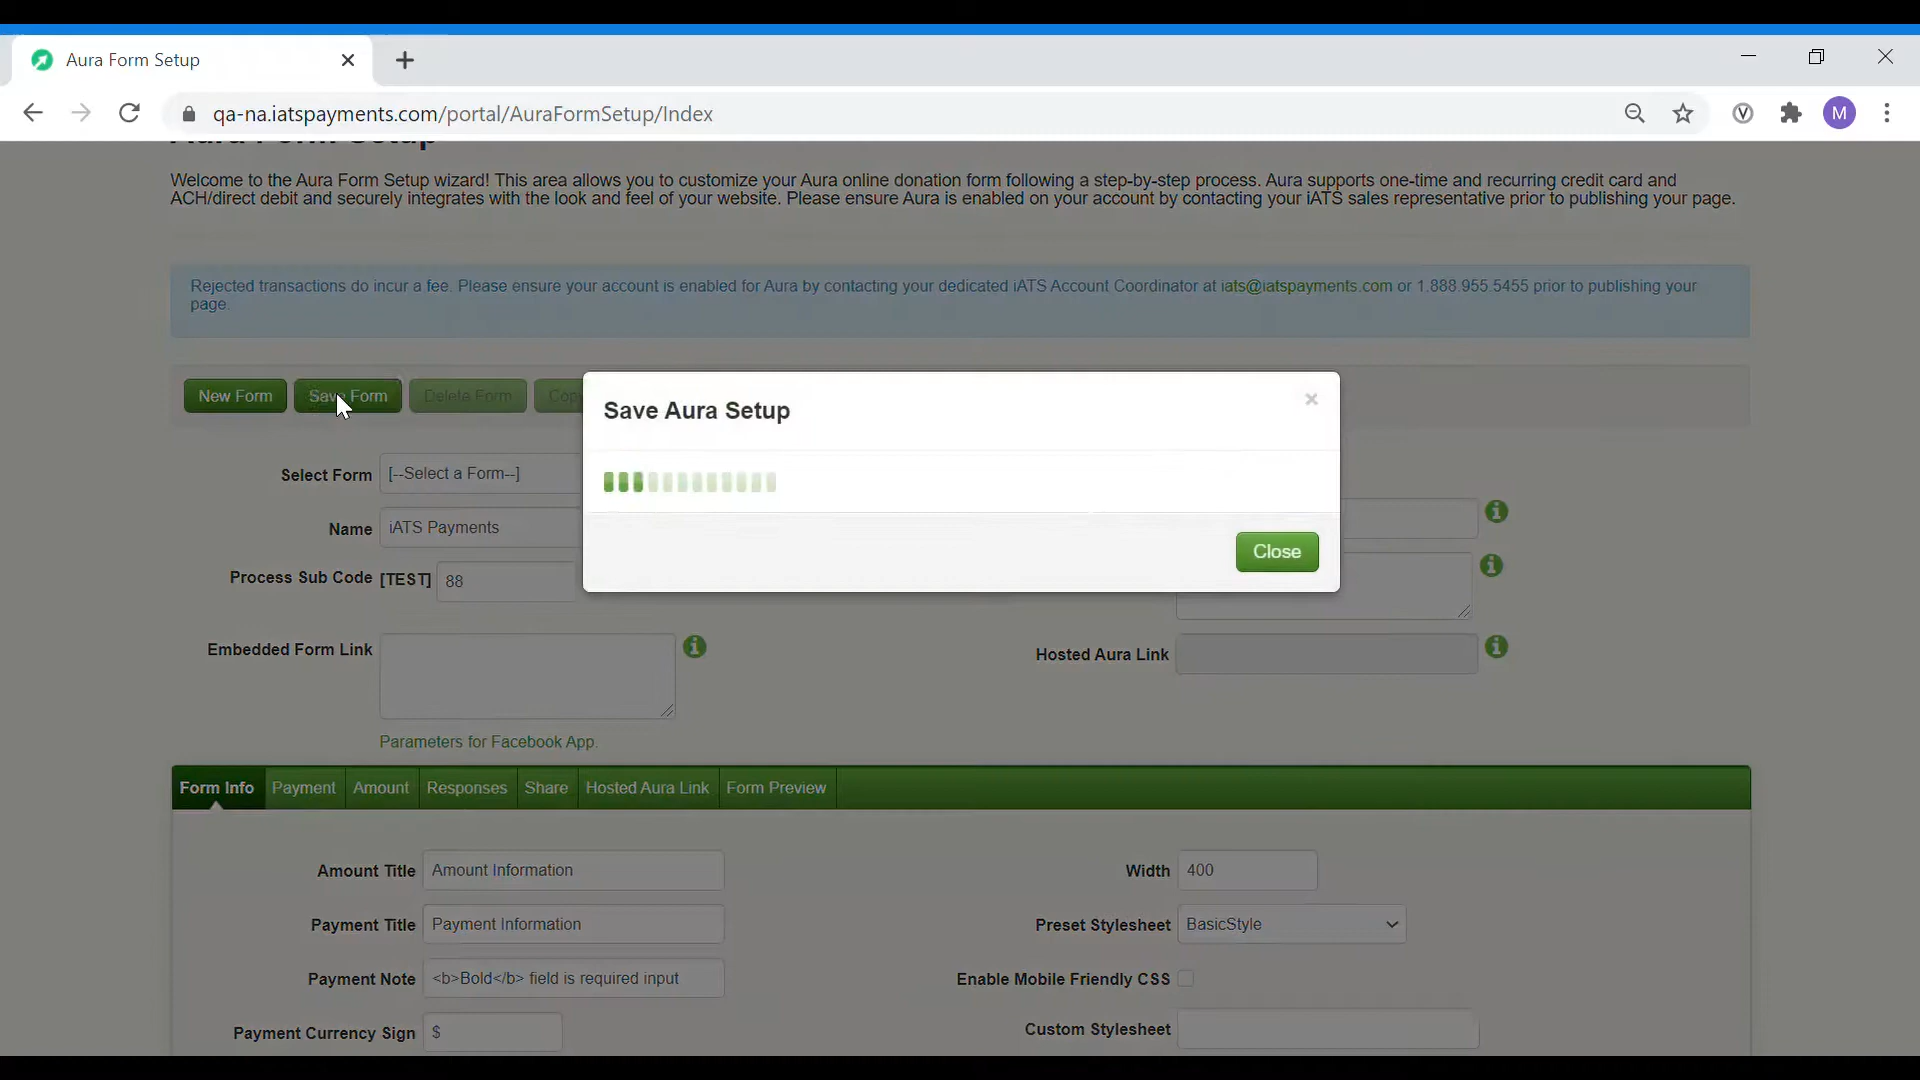 Aura Form Setup
qa-na.iatspayments.com/portal/AuraFormSetup/Index
M
Aura Form Setup
Welcome to the Aura Form Setup wizard! This area allows you to customize your Aura online donation form following a step-by-step process. Aura supports one-time and recurring credit card and
ACH/direct debit and securely integrates with the look and feel of your website. Please ensure Aura is enabled on your account by contacting your iATS sales representative prior to publishing your page.
Rejected transactions do incur a fee. Please ensure your account is enabled for Aura by contacting your dedicated iATS Account Coordinator at iats@iatspayments.com or 1.888.955.5455 prior to publishing your
page.
New Form Save Form Delete Form Cop
Save Aura Setup
×
Close
Select Form [--Select a Form--]
Name iATS Payments
Process Sub Code [TEST] 88
Embedded Form Link
Hosted Aura Link
Parameters for Facebook App.
Form Info Payment Amount Responses Share Hosted Aura Link Form Preview
Amount Title Amount Information
Width 400
Payment Title Payment Information
Preset Stylesheet BasicStyle
Payment Note <b>Bold</b> field is required input
Enable Mobile Friendly CSS
Payment Currency Sign $
Custom Stylesheet